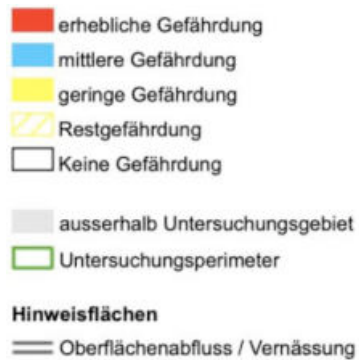 erhebliche Gefährdung
mittlere Gefährdung
geringe Gefährdung
Restgefährdung
Keine Gefährdung
ausserhalb Untersuchungsgebiet
Untersuchungsperimeter
Hinweisflächen
Oberflächenabfluss / Vernässung